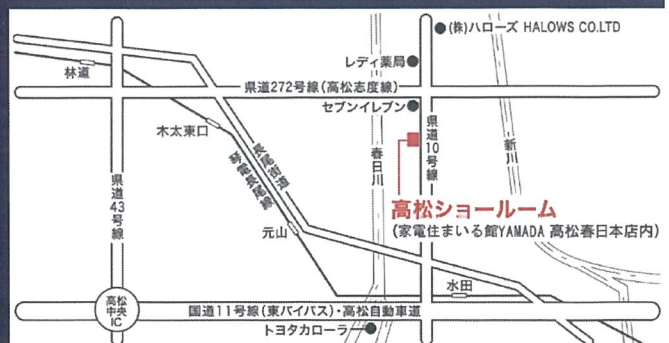 (株)ハローズ HALOWS CO.LTD
レディ薬局
林道
県道272号線(高松志度線)
セブンイレブン
木太東口
県道10号線
長尾街道
琴電長尾線
春日川
新川
県道43号線
高松ショールーム
(家電住まいる館YAMADA 高松春日本店内)
元山
水田
高松
中央
IC
国道11号線(東バイパス)・高松自動車道
トヨタカローラ